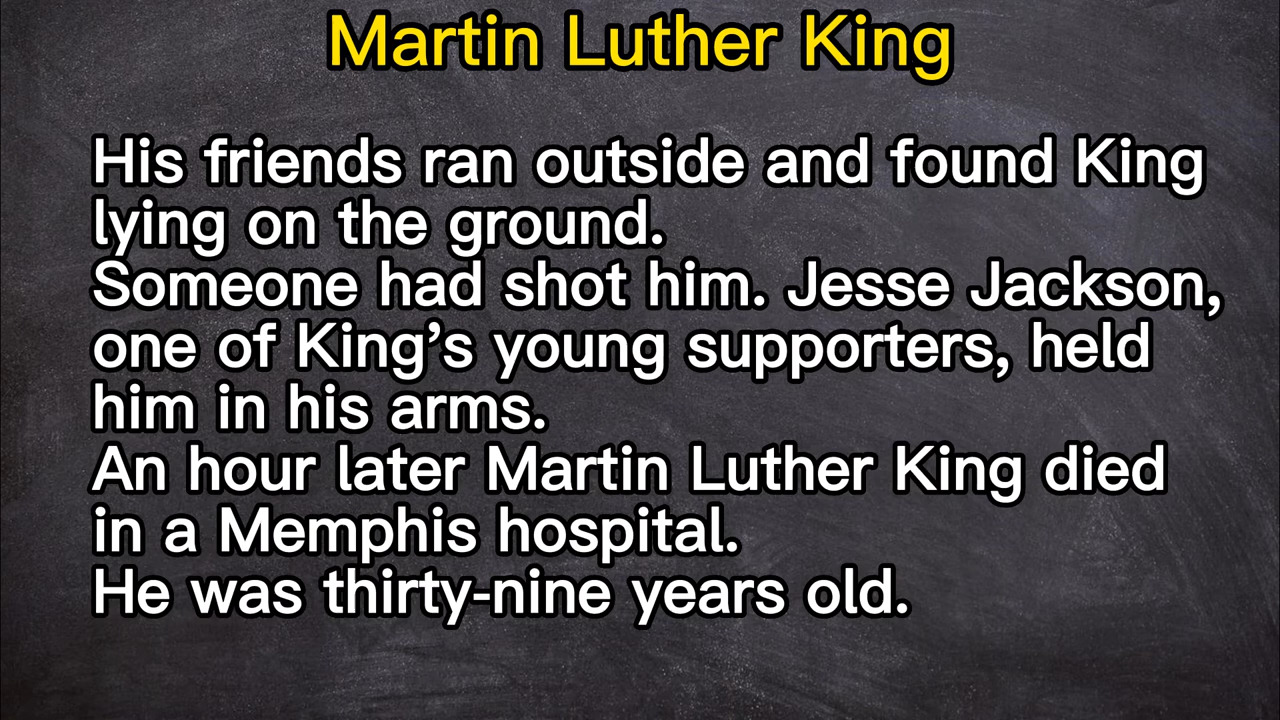 Martin Luther King
His friends ran outside and found King
lying on the ground.
Someone had shot him. Jesse Jackson,
one of King’s young supporters, held
him in his arms.
An hour later Martin Luther King died
in a Memphis hospital.
He was thirty-nine years old.